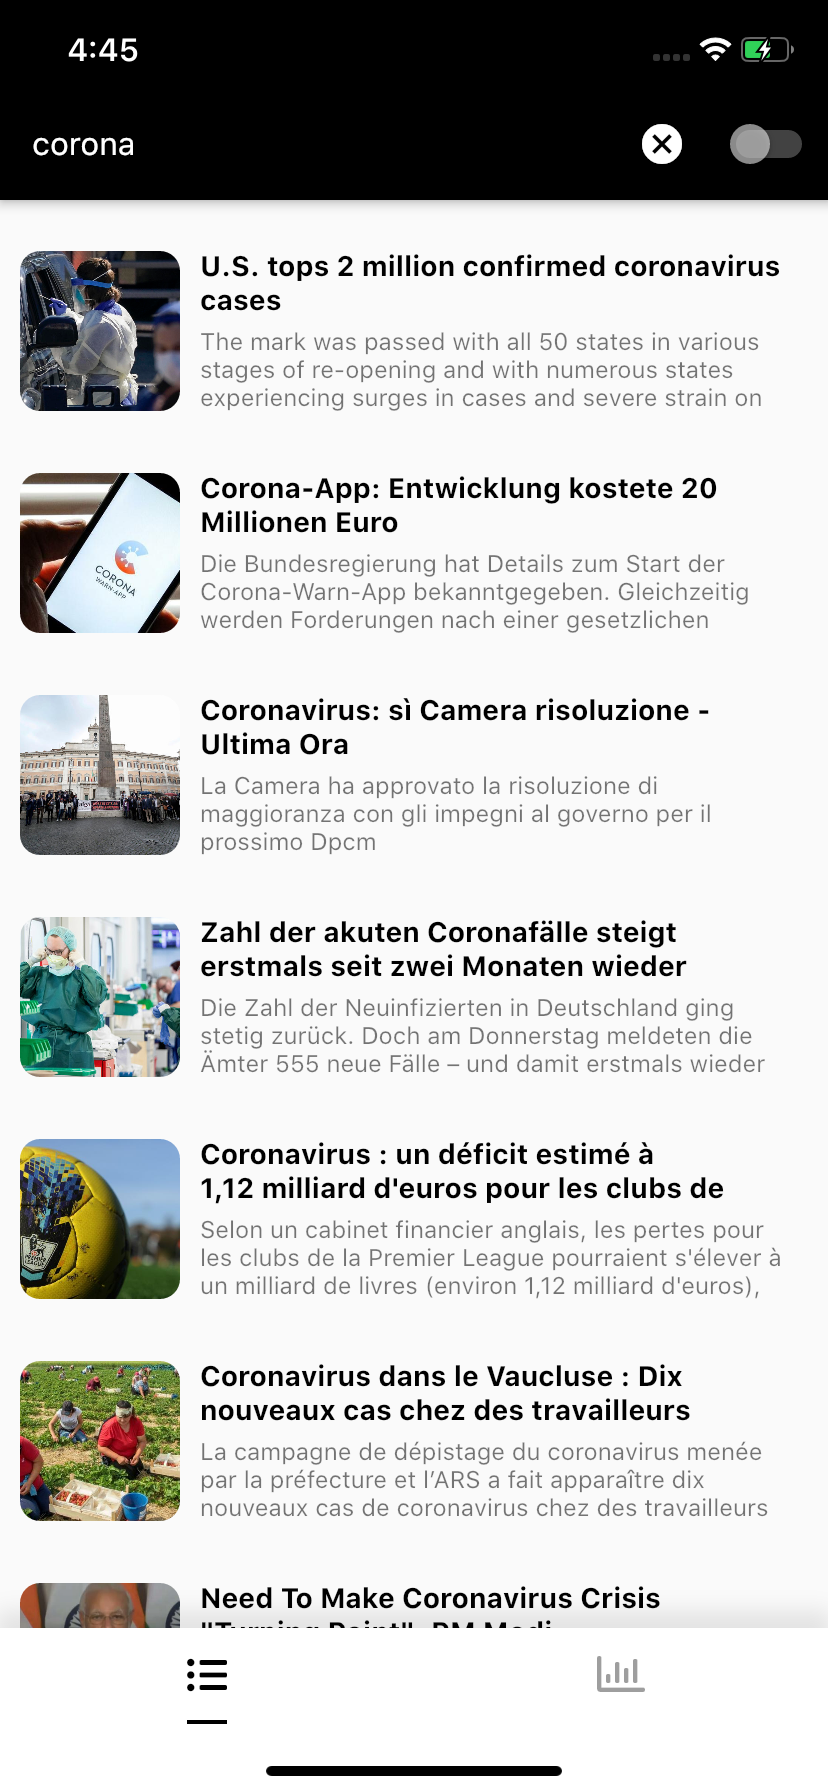 4:45
corona
U.S. tops 2 million confirmed coronavirus
cases
The mark was passed with all 50 states in various
stages of re-opening and with numerous states
experiencing surges in cases and severe strain on
CORONA
WARN-APP
Corona-App: Entwicklung kostete 20
Millionen Euro
Die Bundesregierung hat Details zum Start der
Corona-Warn-App bekanntgegeben. Gleichzeitig
werden Forderungen nach einer gesetzlichen
Coronavirus: sì Camera risoluzione -
Ultima Ora
La Camera ha approvato la risoluzione di
maggioranza con gli impegni al governo per il
prossimo Dpcm
Zahl der akuten Coronafälle steigt
erstmals seit zwei Monaten wieder
Die Zahl der Neuinfizierten in Deutschland ging
stetig zurück. Doch am Donnerstag meldeten die
Ämter 555 neue Fälle – und damit erstmals wieder
PREMIER
LEAGUE
Coronavirus : un déficit estimé à
1,12 milliard d'euros pour les clubs de
Selon un cabinet financier anglais, les pertes pour
les clubs de la Premier League pourraient s'élever à
un milliard de livres (environ 1,12 milliard d'euros),
Coronavirus dans le Vaucluse : Dix
nouveaux cas chez des travailleurs
La campagne de dépistage du coronavirus menée
par la préfecture et l’ARS a fait apparaître dix
nouveaux cas de coronavirus chez des travailleurs
Need To Make Coronavirus Crisis
"Turning Point", PM Modi